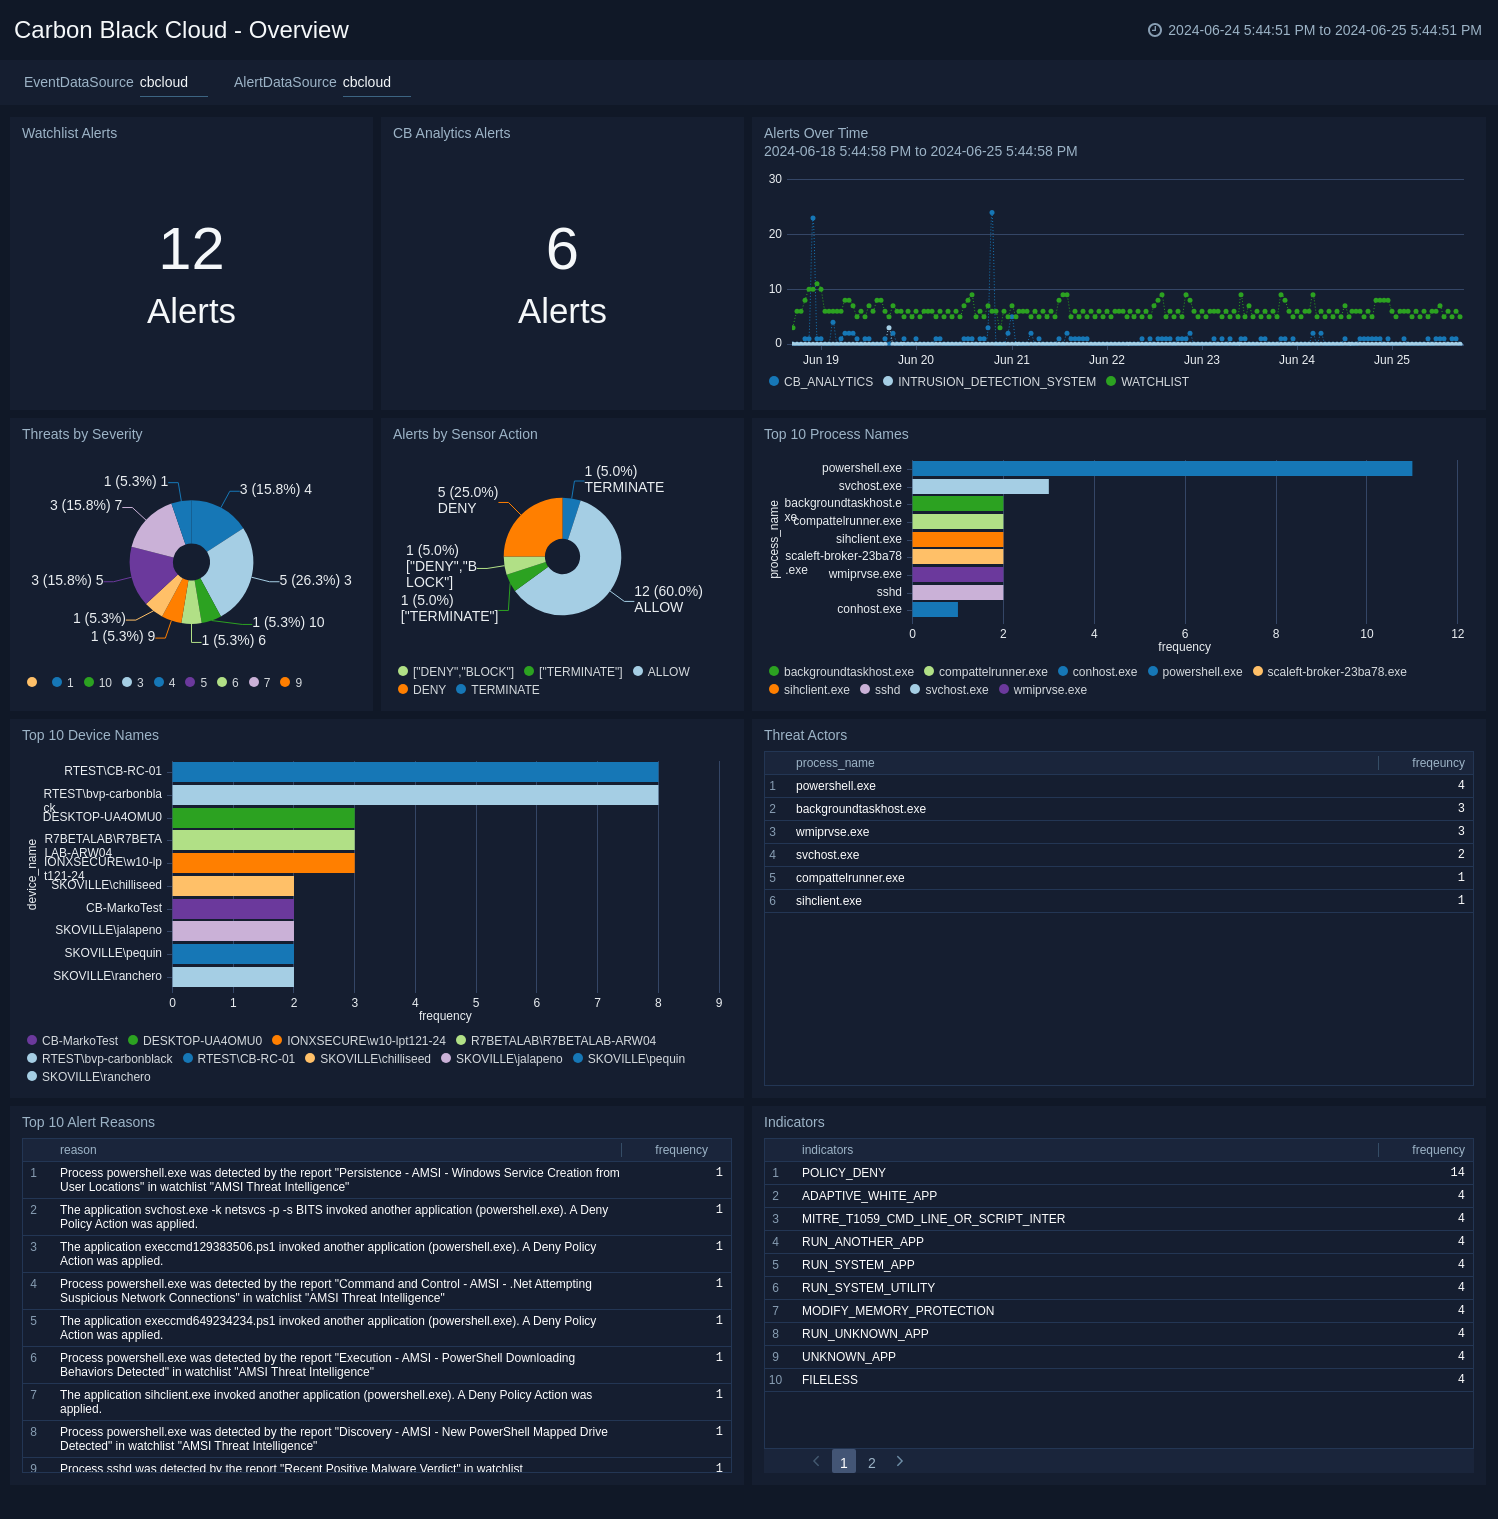 Carbon Black Cloud - Overview
2024-06-24 5:44:51 PM to 2024-06-25 5:44:51 PM
EventDataSource cbcloud
AlertDataSource cbcloud
Watchlist Alerts
12
Alerts
CB Analytics Alerts
6
Alerts
Alerts Over Time
2024-06-18 5:44:58 PM to 2024-06-25 5:44:58 PM
30
20
10
0
Jun 19 Jun 20 Jun 21 Jun 22 Jun 23 Jun 24 Jun 25
CB_ANALYTICS INTRUSION_DETECTION_SYSTEM WATCHLIST
Threats by Severity
1 (5.3%) 1
3 (15.8%) 4
3 (15.8%) 7
3 (15.8%) 5
5 (26.3%) 3
1 (5.3%)
1 (5.3%) 10
1 (5.3%) 9
1 (5.3%) 6
1 10 3 4 5 6 7 9
Alerts by Sensor Action
1 (5.0%)
TERMINATE
5 (25.0%)
DENY
1 (5.0%)
["DENY","B
LOCK"]
1 (5.0%)
["TERMINATE"]
12 (60.0%)
ALLOW
["DENY","BLOCK"] ["TERMINATE"] ALLOW
DENY TERMINATE
Top 10 Process Names
process_name
powershell.exe
svchost.exe
backgroundtaskhost.e
xe
compattelrunner.exe
sihclient.exe
scaleft-broker-23ba78
.exe
wmiprvse.exe
sshd
conhost.exe
0 2 4 6 8 10 12
frequency
backgroundtaskhost.exe compattelrunner.exe conhost.exe powershell.exe scaleft-broker-23ba78.exe
sihclient.exe sshd svchost.exe wmiprvse.exe
Top 10 Device Names
device_name
RTEST\CB-RC-01
RTEST\bvp-carbonbla
ck
DESKTOP-UA4OMU0
R7BETALAB\R7BETA
LAB-ARW04
IONXSECURE\w10-lp
t121-24
SKOVILLE\chilliseed
CB-MarkoTest
SKOVILLE\jalapeno
SKOVILLE\pequin
SKOVILLE\ranchero
0 1 2 3 4 5 6 7 8 9
frequency
CB-MarkoTest DESKTOP-UA4OMU0 IONXSECURE\w10-lpt121-24 R7BETALAB\R7BETALAB-ARW04
RTEST\bvp-carbonblack RTEST\CB-RC-01 SKOVILLE\chilliseed SKOVILLE\jalapeno SKOVILLE\pequin
SKOVILLE\ranchero
Threat Actors
process_name freqeuncy
1 powershell.exe 4
2 backgroundtaskhost.exe 3
3 wmiprvse.exe 3
4 svchost.exe 2
5 compattelrunner.exe 1
6 sihclient.exe 1
Top 10 Alert Reasons
reason frequency
1 Process powershell.exe was detected by the report "Persistence - AMSI - Windows Service Creation from 1
User Locations" in watchlist "AMSI Threat Intelligence"
2 The application svchost.exe -k netsvcs -p -s BITS invoked another application (powershell.exe). A Deny 1
Policy Action was applied.
3 The application execcmd129383506.ps1 invoked another application (powershell.exe). A Deny Policy 1
Action was applied.
4 Process powershell.exe was detected by the report "Command and Control - AMSI - .Net Attempting 1
Suspicious Network Connections" in watchlist "AMSI Threat Intelligence"
5 The application execcmd649234234.ps1 invoked another application (powershell.exe). A Deny Policy 1
Action was applied.
6 Process powershell.exe was detected by the report "Execution - AMSI - PowerShell Downloading 1
Behaviors Detected" in watchlist "AMSI Threat Intelligence"
7 The application sihclient.exe invoked another application (powershell.exe). A Deny Policy Action was 1
applied.
8 Process powershell.exe was detected by the report "Discovery - AMSI - New PowerShell Mapped Drive 1
Detected" in watchlist "AMSI Threat Intelligence"
9 Process sshd was detected by the report "Recent Positive Malware Verdict" in watchlist 1
Indicators
indicators frequency
1 POLICY_DENY 14
2 ADAPTIVE_WHITE_APP 4
3 MITRE_T1059_CMD_LINE_OR_SCRIPT_INTER 4
4 RUN_ANOTHER_APP 4
5 RUN_SYSTEM_APP 4
6 RUN_SYSTEM_UTILITY 4
7 MODIFY_MEMORY_PROTECTION 4
8 RUN_UNKNOWN_APP 4
9 UNKNOWN_APP 4
10 FILELESS 4
1 2